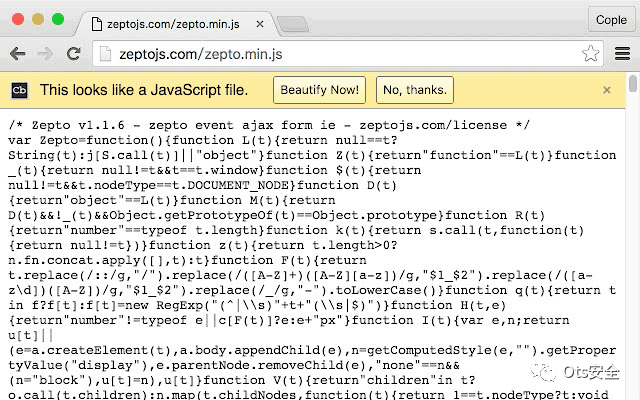 zeptojs.com/zepto.min.js
Cople
zeptojs.com/zepto.min.js
Cb This looks like a JavaScript file. Beautify Now! No, thanks. ×
/* Zepto v1.1.6 - zepto event ajax form ie - zeptojs.com/license */
var Zepto=function(){function L(t){return null==t?
String(t):j[S.call(t)]||"object"}function Z(t){return"function"==L(t)}function
_(t){return null!=t&&t==t.window}function $(t){return
null!=t&&t.nodeType==t.DOCUMENT_NODE}function D(t)
{return"object"==L(t)}function M(t){return
D(t)&&!_(t)&&Object.getPrototypeOf(t)==Object.prototype}function R(t)
{return"number"==typeof t.length}function k(t){return s.call(t,function(t)
{return null!=t})}function z(t){return t.length>0?
n.fn.concat.apply([],t):t}function F(t){return
t.replace(/::/g,"/").replace(/([A-Z]+)([A-Z][a-z])/g,"$1_$2").replace(/([a-
z\d])([A-Z])/g,"$1_$2").replace(/_/g,"-").toLowerCase()}function q(t){return t
in f?f[t]:f[t]=new RegExp("(^|\\s)"+t+"(\\s|$)")}function H(t,e)
{return"number"!=typeof e||c[F(t)]?e:e+"px"}function I(t){var e,n;return
u[t]||
(e=a.createElement(t),a.body.appendChild(e),n=getComputedStyle(e,"").getPrope
rtyValue("display"),e.parentNode.removeChild(e),"none"==n&&
(n="block"),u[t]=n),u[t]}function V(t){return"children"in t?
o.call(t.children):n.map(t.childNodes,function(t){return 1==t.nodeType?t:void
Ots安全